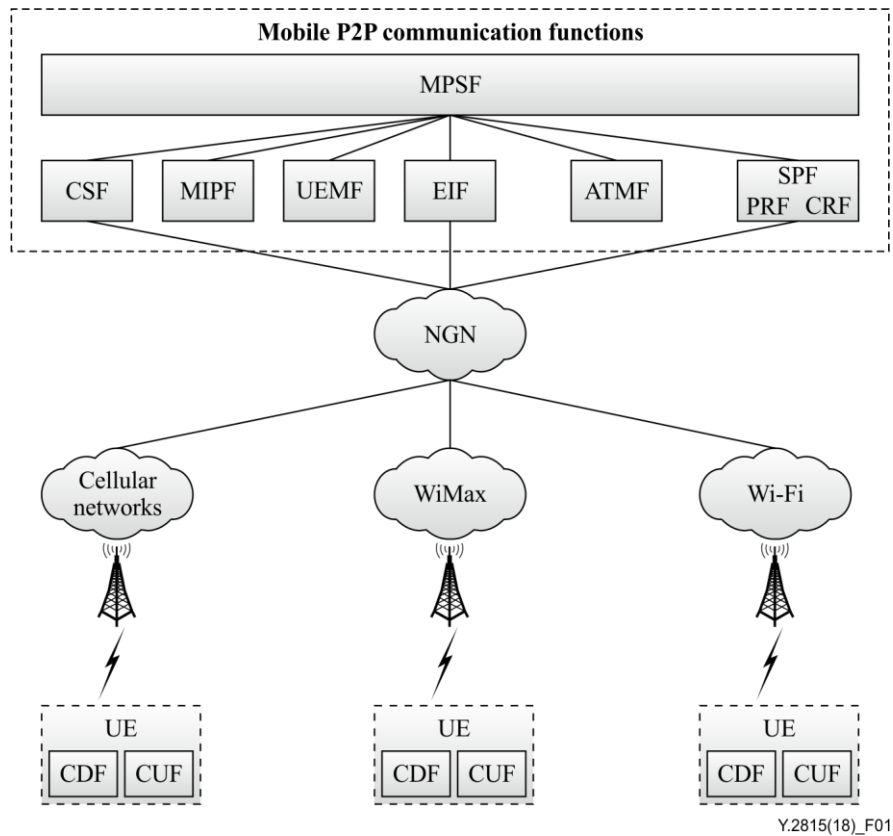 Mobile P2P communication functions
MPSF
CSF
MIPF
UEMF
EIF
ATMF
SPF
PRF CRF
NGN
Cellular
networks
WiMax
Wi-Fi
UE
CDF CUF
UE
CDF CUF
UE
CDF CUF
Y.2815(18)_F01